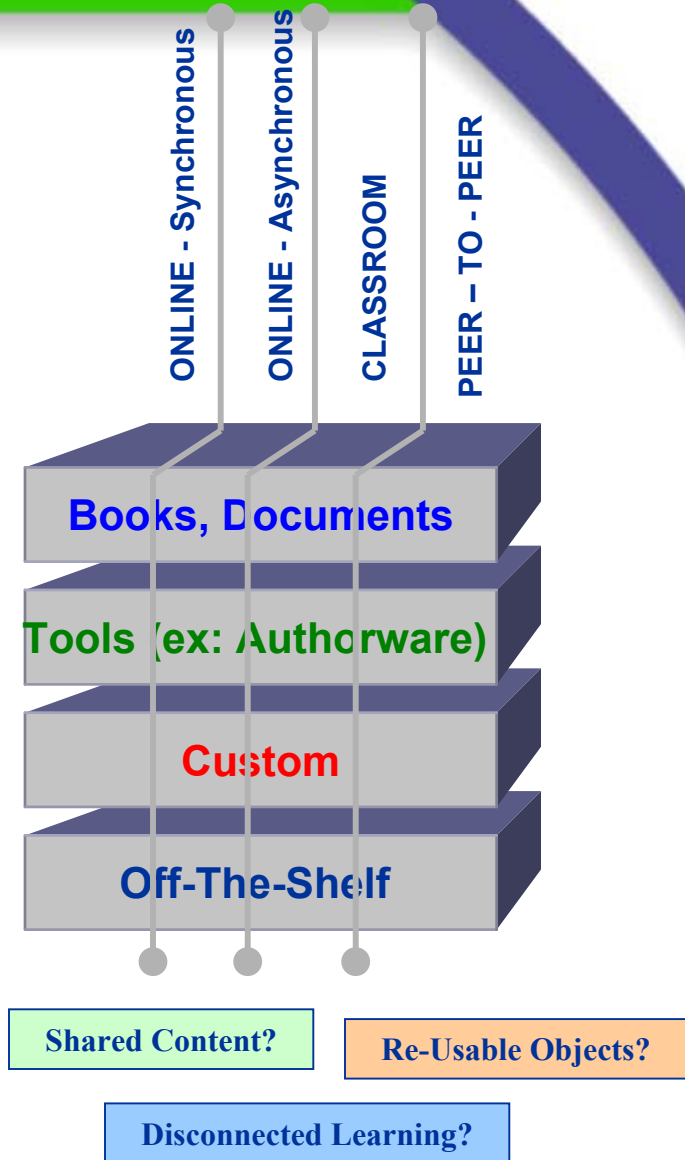 ONLINE - Synchronous
ONLINE - Asynchronous
CLASSROOM
PEER – TO - PEER
Books, Documents
Tools (ex: Authorware)
Custom
Off-The-Shelf
Shared Content?
Re-Usable Objects?
Disconnected Learning?